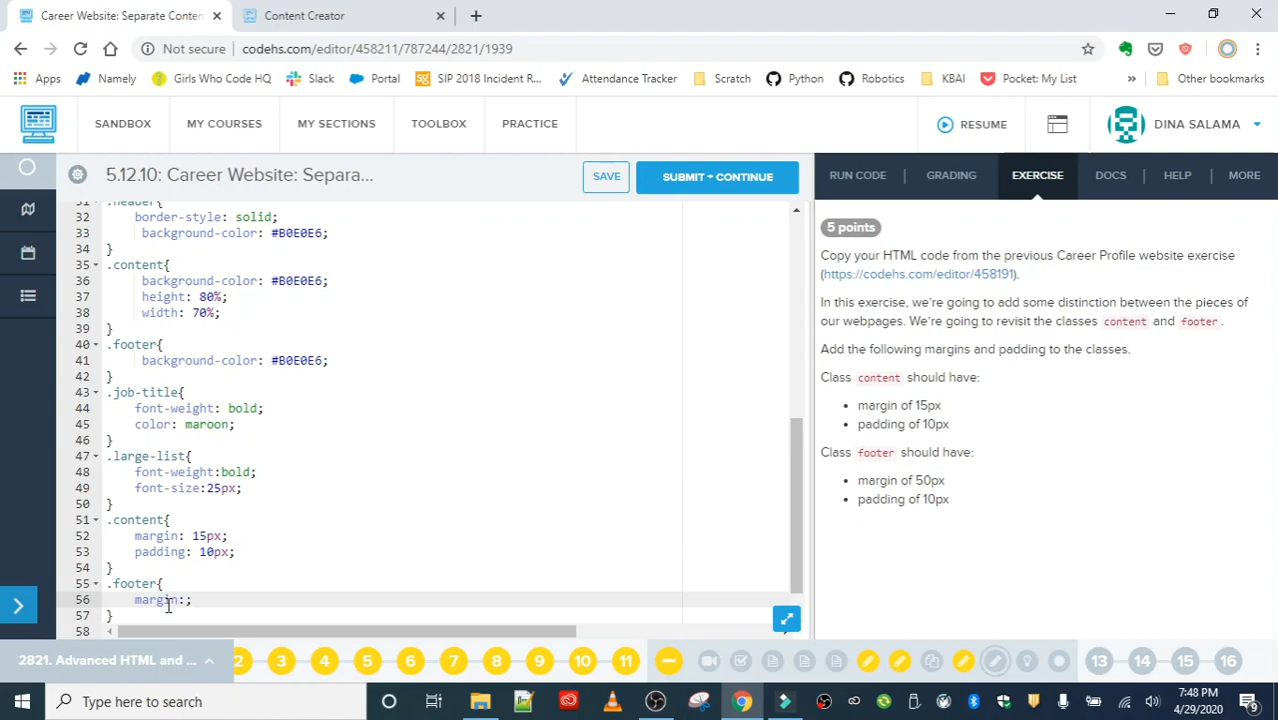 Career Website: Separate Conten
Content Creator
Not secure
codehs.com/editor/458211/787244/2821/1939
Apps
Namely
Girls Who Code HQ
Slack
Portal
SIP 2018 Incident R...
Attendance Tracker
Scratch
Python
Robotics
KBAI
Pocket: My List
»
Other bookmarks
SANDBOX
MY COURSES
MY SECTIONS
TOOLBOX
PRACTICE
RESUME
DINA SALAMA
5.12.10: Career Website: Separa...
SAVE
SUBMIT + CONTINUE
RUN CODE
GRADING
EXERCISE
DOCS
HELP
MORE
31 .header{
32 border-style: solid;
33 background-color: #B0E0E6;
34 }
35 .content{
36 background-color: #B0E0E6;
37 height: 80%;
38 width: 70%;
39 }
40 .footer{
41 background-color: #B0E0E6;
42 }
43 .job-title{
44 font-weight: bold;
45 color: maroon;
46 }
47 .large-list{
48 font-weight:bold;
49 font-size:25px;
50 }
51 .content{
52 margin: 15px;
53 padding: 10px;
54 }
55 .footer{
56 margin:;
57 }
58
5 points
Copy your HTML code from the previous Career Profile website exercise
(https://codehs.com/editor/458191).
In this exercise, we're going to add some distinction between the pieces of
our webpages. We're going to revisit the classes content and footer.
Add the following margins and padding to the classes.
Class content should have:
• margin of 15px
• padding of 10px
Class footer should have:
• margin of 50px
• padding of 10px
2821. Advanced HTML and ...
2
3
4
5
6
7
8
9
10
11
13
14
15
16
Type here to search
7:48 PM
4/29/2020
9